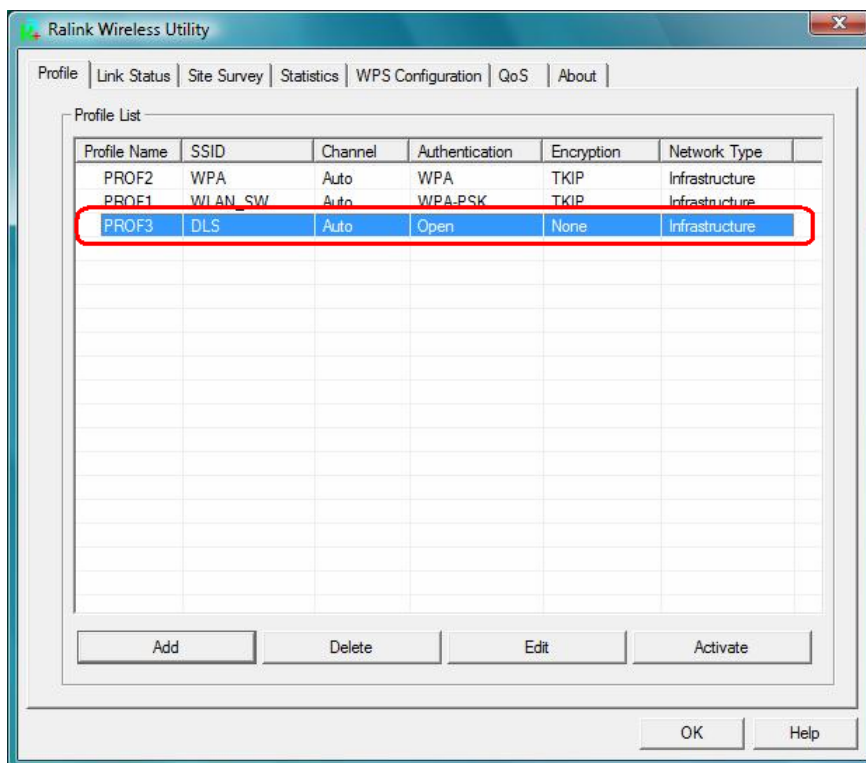 Ralink Wireless Utility
Profile Link Status Site Survey Statistics WPS Configuration QoS About
Profile List
Profile Name SSID Channel Authentication Encryption Network Type
PROF2 WPA Auto WPA TKIP Infrastructure
PROF1 WLAN_SW Auto WPA-PSK TKIP Infrastructure
PROF3 DLS Auto Open None Infrastructure
Add Delete Edit Activate
OK Help